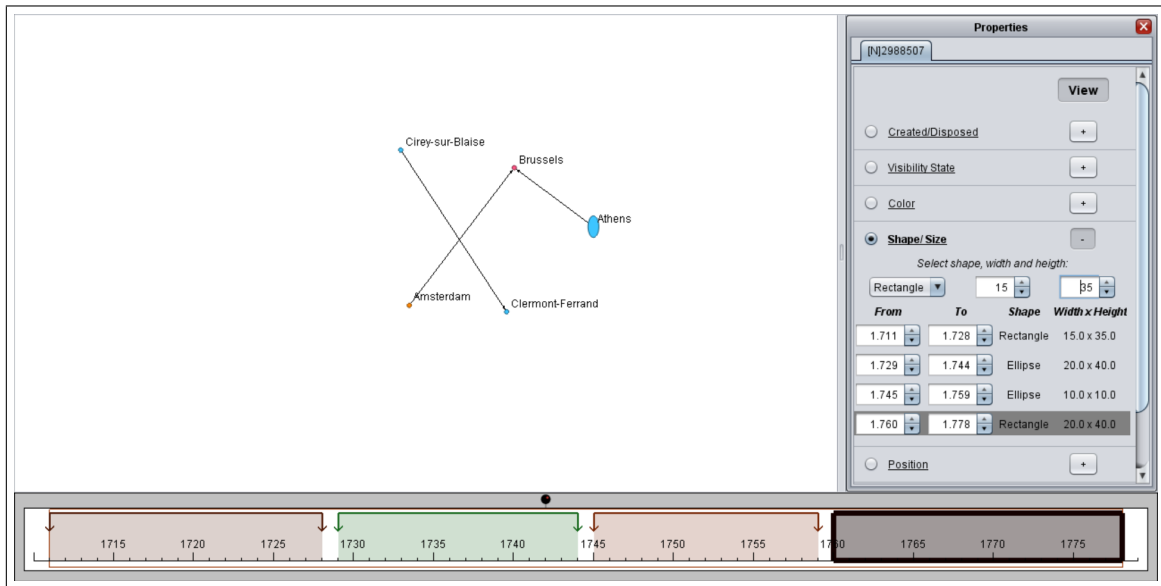 Properties
[N]2988507
View
Created/Disposed +
Visibility State +
Color +
Shape/ Size -
Select shape, width and heigth:
Rectangle 15 35
From To Shape Width x Height
1.711 1.728 Rectangle 15.0 x 35.0
1.729 1.744 Ellipse 20.0 x 40.0
1.745 1.759 Ellipse 10.0 x 10.0
1.760 1.778 Rectangle 20.0 x 40.0
Position +
Cirey-sur-Blaise
Brussels
Athens
Amsterdam
Clermont-Ferrand
1715 1720 1725 1730 1735 1740 1745 1750 1755 1760 1765 1770 1775